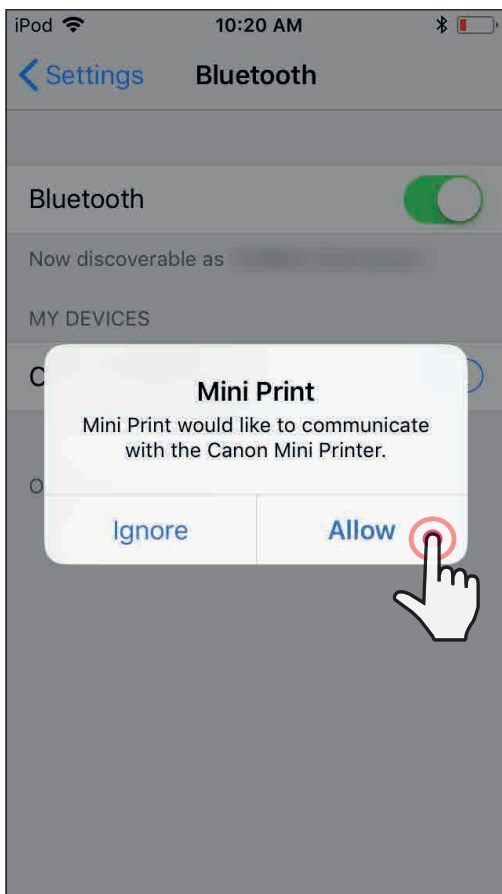 iPod 10:20 AM
Settings Bluetooth
Bluetooth
Now discoverable as
MY DEVICES
C
Mini Print
Mini Print would like to communicate
with the Canon Mini Printer.
O
Ignore Allow